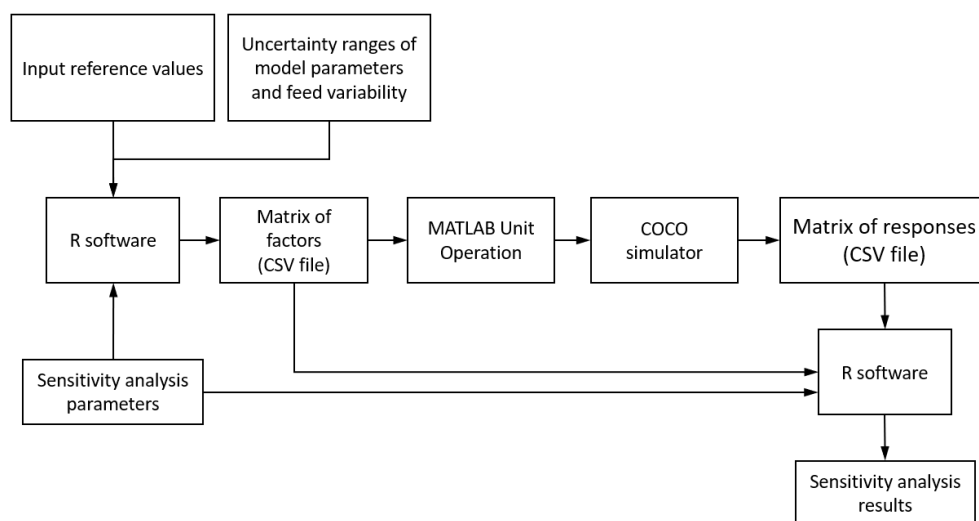 Input reference values
Uncertainty ranges of
model parameters
and feed variability
R software
Matrix of
factors
(CSV file)
MATLAB Unit
Operation
COCO
simulator
Matrix of responses
(CSV file)
Sensitivity analysis
parameters
R software
Sensitivity analysis
results